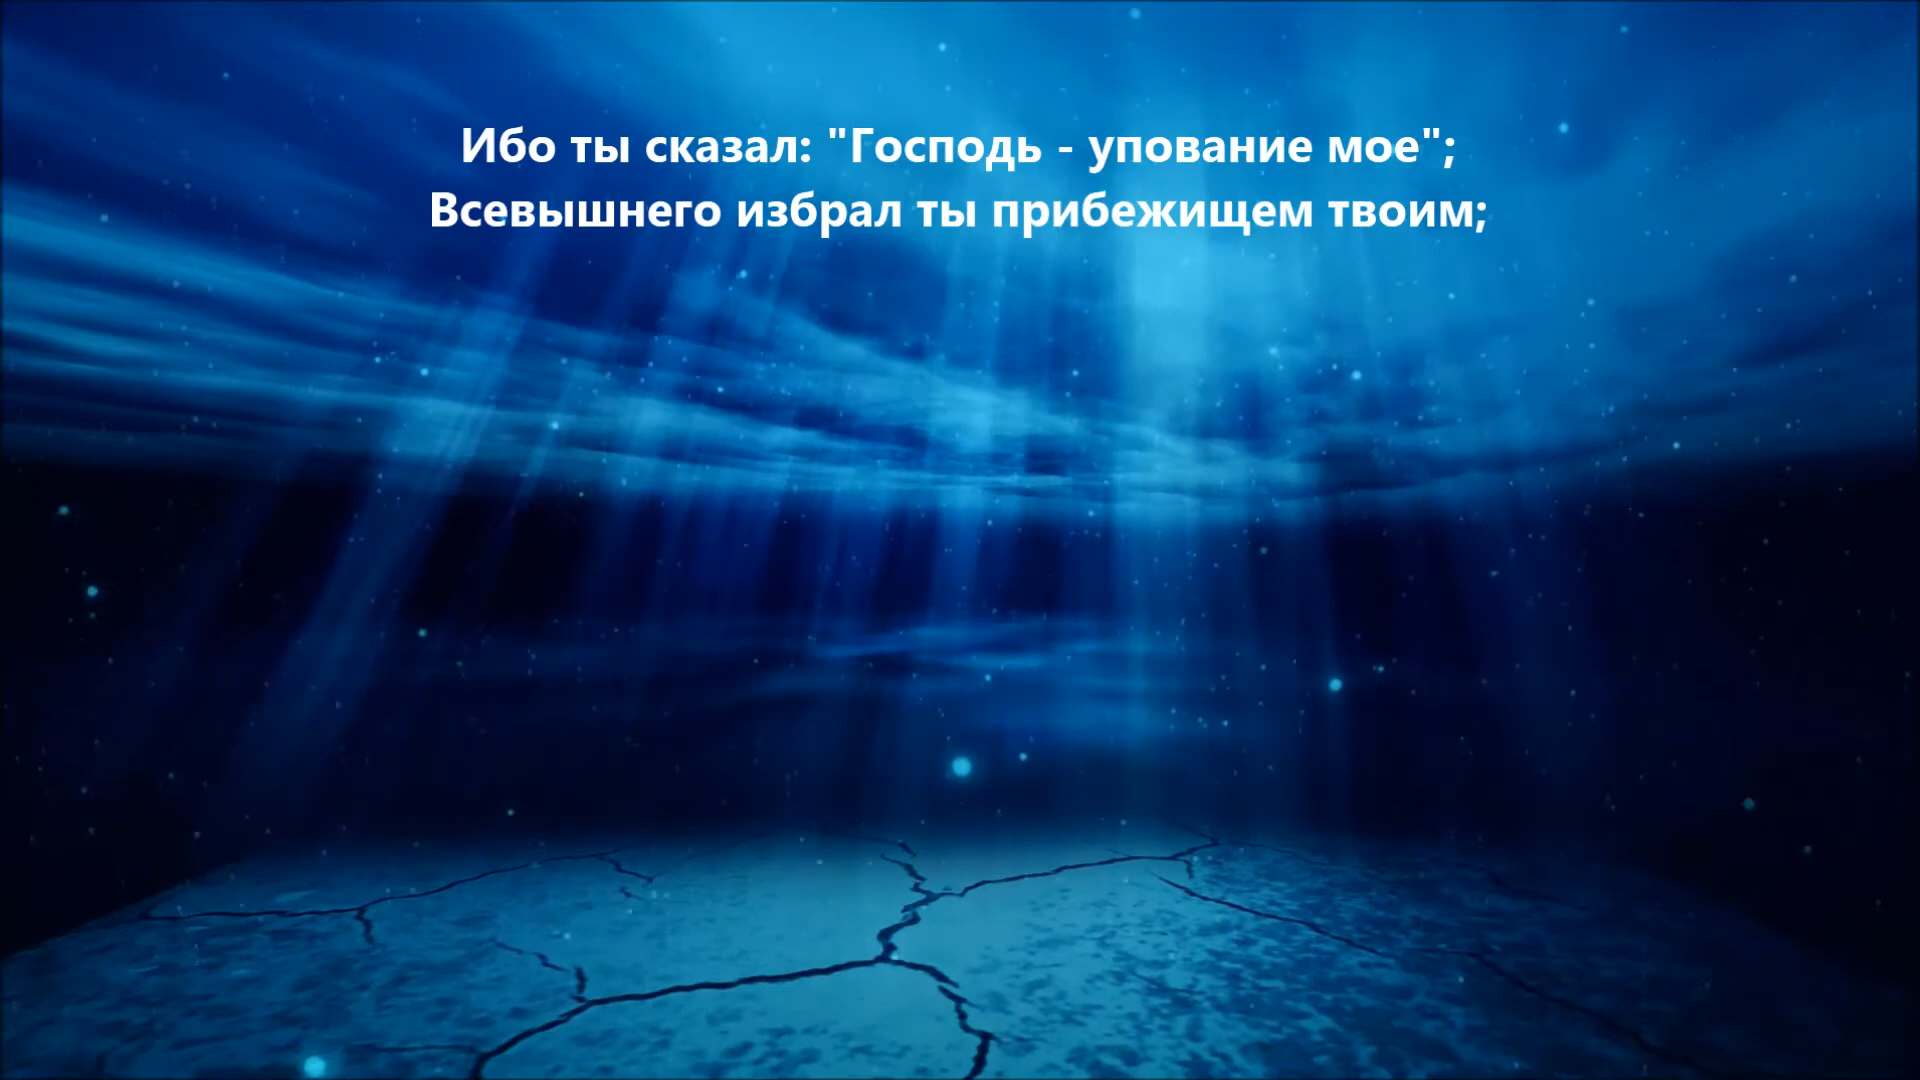 Ибо ты сказал: "Господь - упование мое";
Всевышнего избрал ты прибежищем твоим;